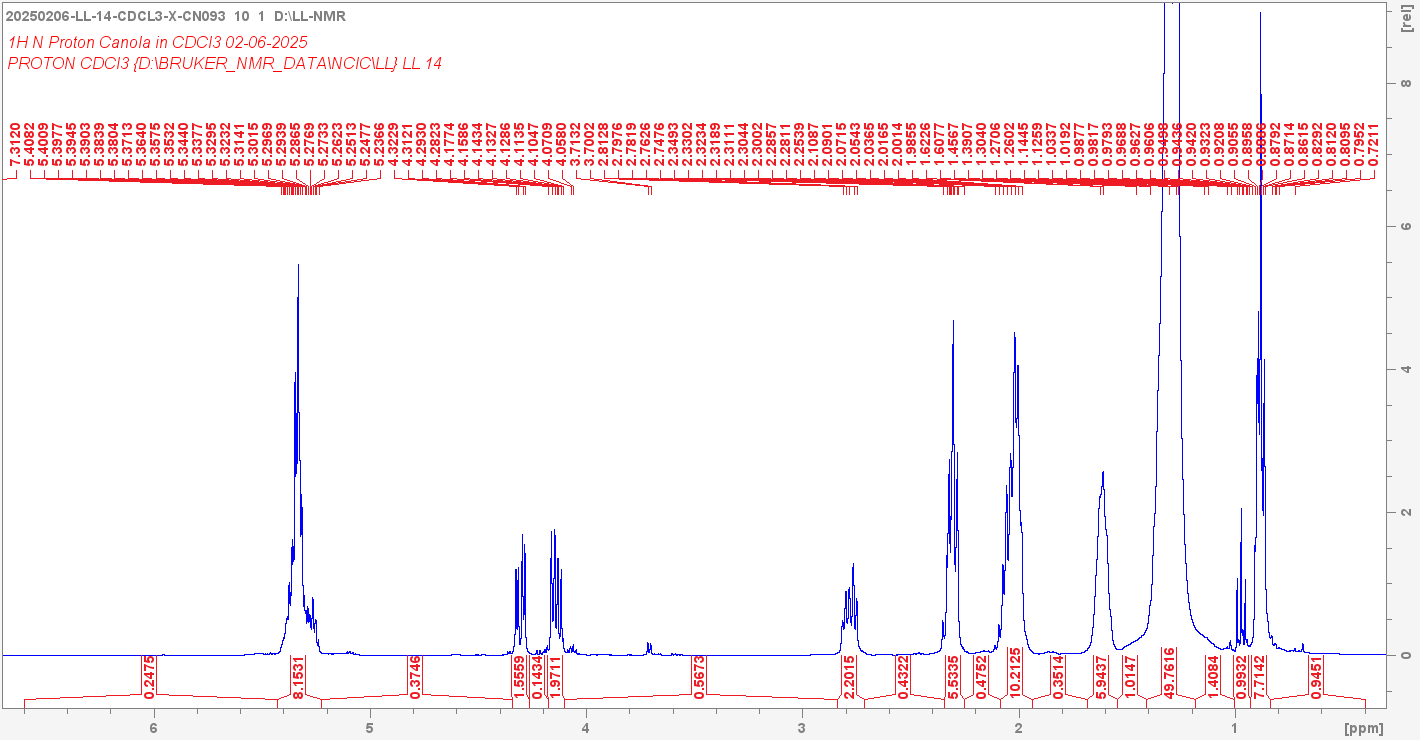 20250206-LL-14-CDCL3-X-CN093 10 1 D:\LL-NMR
1H N Proton Canola in CDCl3 02-06-2025
PROTON CDCl3 {D:\BRUKER_NMR_DATA\NCIC\LL} LL 14
[rel]
7.3120 5.4082 5.4009 5.3977 5.3945 5.3903 5.3839 5.3804 5.3713 5.3640 5.3575 5.3532 5.3440 5.3377 5.3295 5.3232 5.3141 5.3015 5.2969 5.2939 5.2865 5.2769 5.2733 5.2623 5.2513 5.2477 5.2366 4.3229 4.3121 4.2930 4.2823 4.1774 4.1586 4.1434 4.1327 4.1286 4.1135 4.1047 4.0709 4.0580 3.7132 3.7002 2.8128 2.7976 2.7819 2.7626 2.7476 2.3493 2.3302 2.3234 2.3189 2.3111 2.3044 2.3002 2.2857 2.2811 2.2539 2.1087 2.0901 2.0715 2.0543 2.0365 2.0165 2.0014 1.9855 1.6226 1.6077 1.4567 1.3907 1.3040 1.2706 1.2602 1.1445 1.1259 1.0337 1.0192 0.9877 0.9817 0.9793 0.9688 0.9627 0.9606 0.9420 0.9323 0.9208 0.9055 0.8958 0.8792 0.8714 0.8615 0.8292 0.8120 0.8095 0.7952 0.7211
8
6
4
2
0
0.2475 8.1531 0.3746 1.5559 0.1434 1.9711 0.5673 2.2015 0.4322 5.5335 0.4752 10.2125 0.3514 5.9437 1.0147 49.7616 1.4084 0.9932 7.7142 0.9451
6 5 4 3 2 1 [ppm]